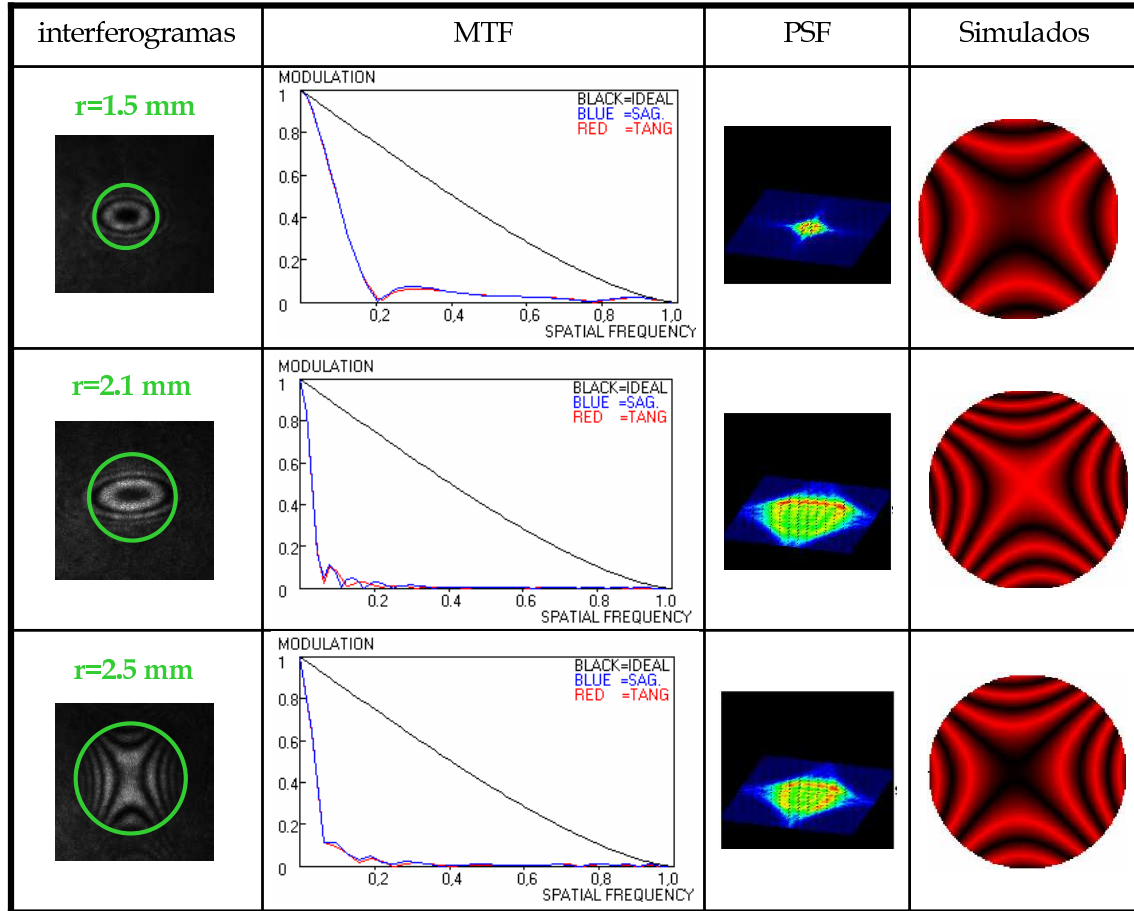 interferogramas
MTF
PSF
Simulados
r=1.5 mm
MODULATION
BLACK=IDEAL
BLUE =SAG.
RED =TANG
1
0,8
0,6
0,4
0,2
0
0,2 0,4 0,6 0,8 1,0
SPATIAL FREQUENCY
r=2.1 mm
MODULATION
BLACK=IDEAL
BLUE =SAG.
RED =TANG
1
0,8
0,6
0,4
0,2
0
0,2 0,4 0,6 0,8 1,0
SPATIAL FREQUENCY
r=2.5 mm
MODULATION
BLACK=IDEAL
BLUE =SAG.
RED =TANG
1
0,8
0,6
0,4
0,2
0
0,2 0,4 0,6 0,8 1,0
SPATIAL FREQUENCY